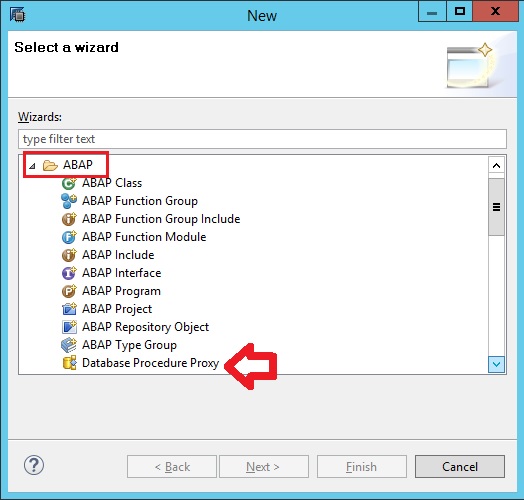 New
Select a wizard
Wizards:
type filter text
ABAP
ABAP Class
ABAP Function Group
ABAP Function Group Include
ABAP Function Module
ABAP Include
ABAP Interface
ABAP Program
ABAP Project
ABAP Repository Object
ABAP Type Group
Database Procedure Proxy
? < Back Next > Finish Cancel